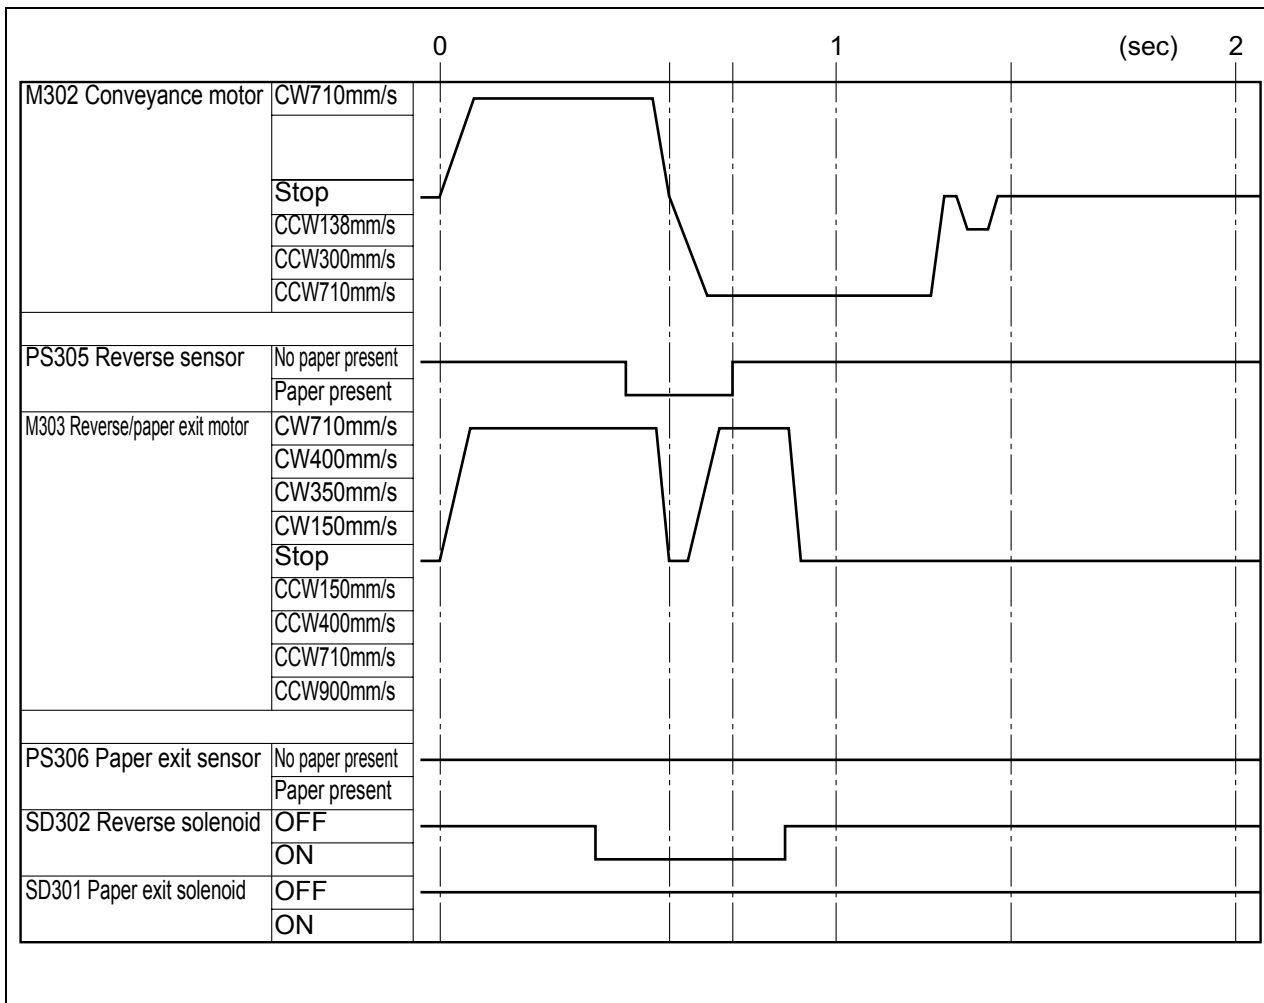 0 1 (sec) 2
M302 Conveyance motor CW710mm/s
Stop
CCW138mm/s
CCW300mm/s
CCW710mm/s
PS305 Reverse sensor No paper present
Paper present
M303 Reverse/paper exit motor CW710mm/s
CW400mm/s
CW350mm/s
CW150mm/s
Stop
CCW150mm/s
CCW400mm/s
CCW710mm/s
CCW900mm/s
PS306 Paper exit sensor No paper present
Paper present
SD302 Reverse solenoid OFF
ON
SD301 Paper exit solenoid OFF
ON